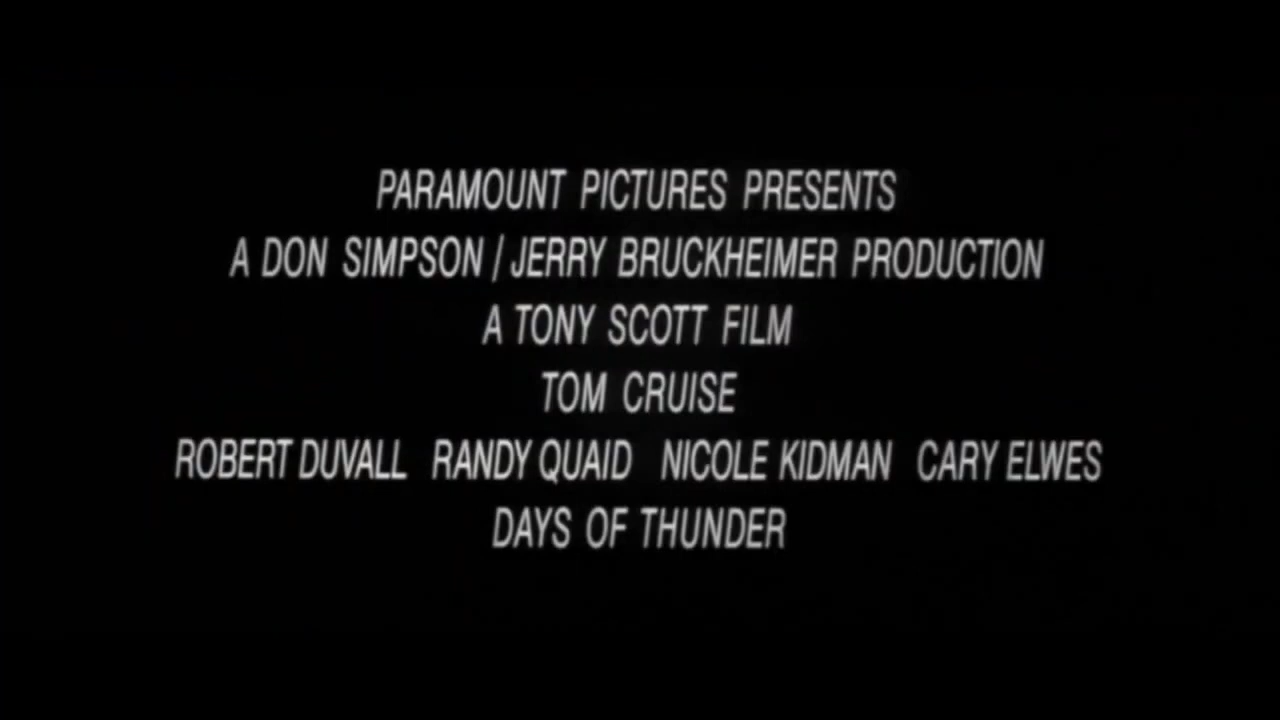 PARAMOUNT PICTURES PRESENTS
A DON SIMPSON / JERRY BRUCKHEIMER PRODUCTION
A TONY SCOTT FILM
TOM CRUISE
ROBERT DUVALL RANDY QUAID NICOLE KIDMAN CARY ELWES
DAYS OF THUNDER